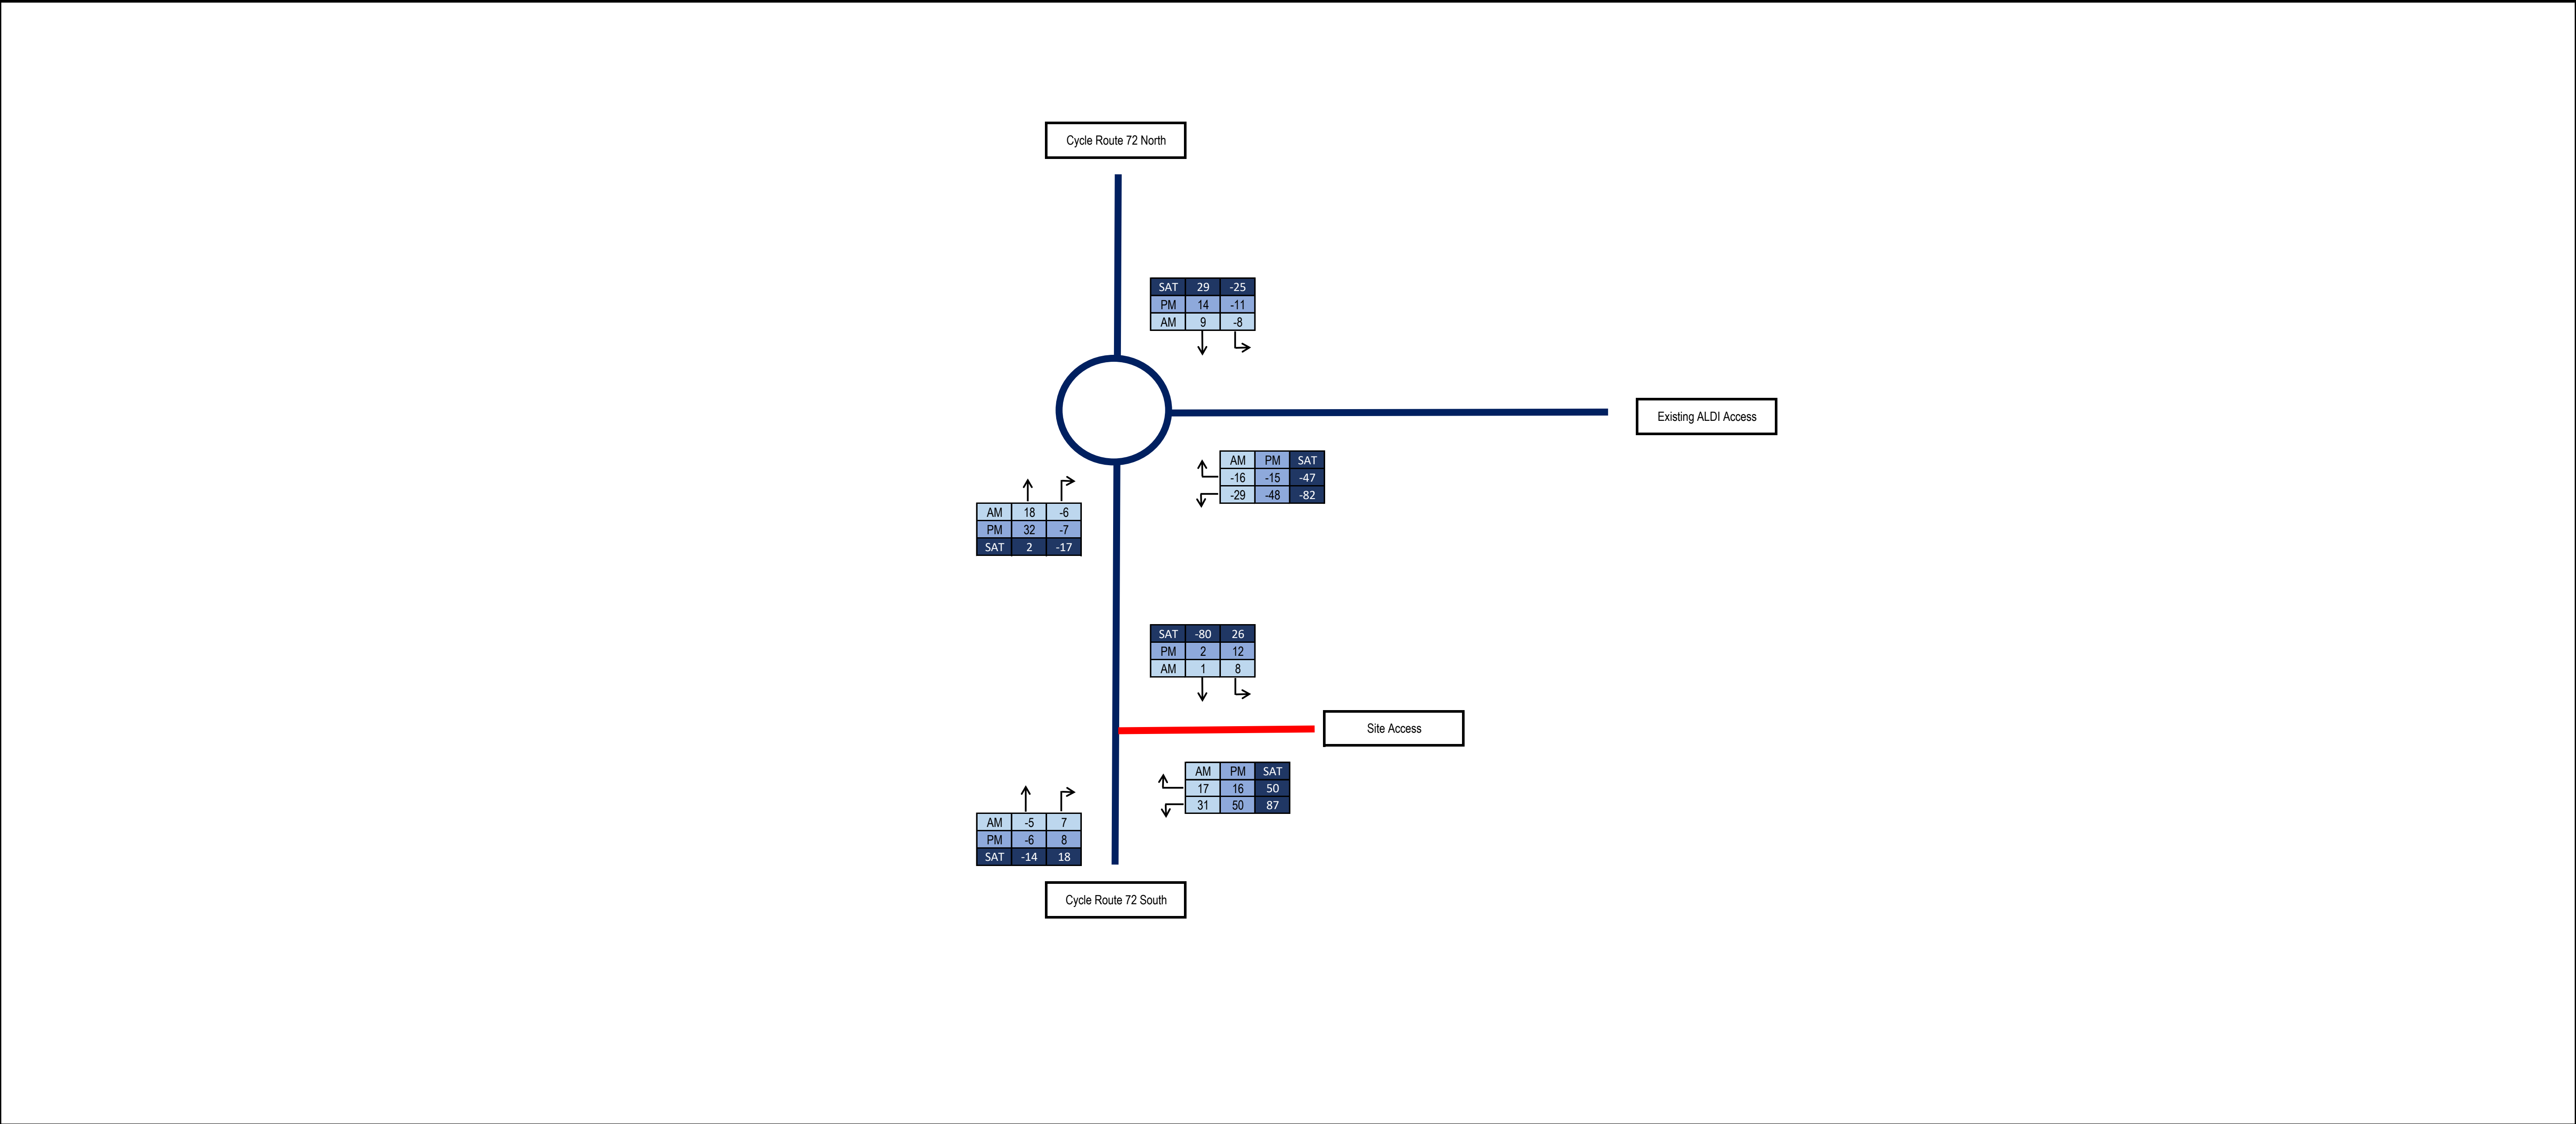 Cycle Route 72 North
SAT 29 -25
PM 14 -11
AM 9 -8
Existing ALDI Access
AM PM SAT
-16 -15 -47
-29 -48 -82
AM 18 -6
PM 32 -7
SAT 2 -17
SAT -80 26
PM 2 12
AM 1 8
Site Access
AM PM SAT
17 16 50
31 50 87
AM -5 7
PM -6 8
SAT -14 18
Cycle Route 72 South